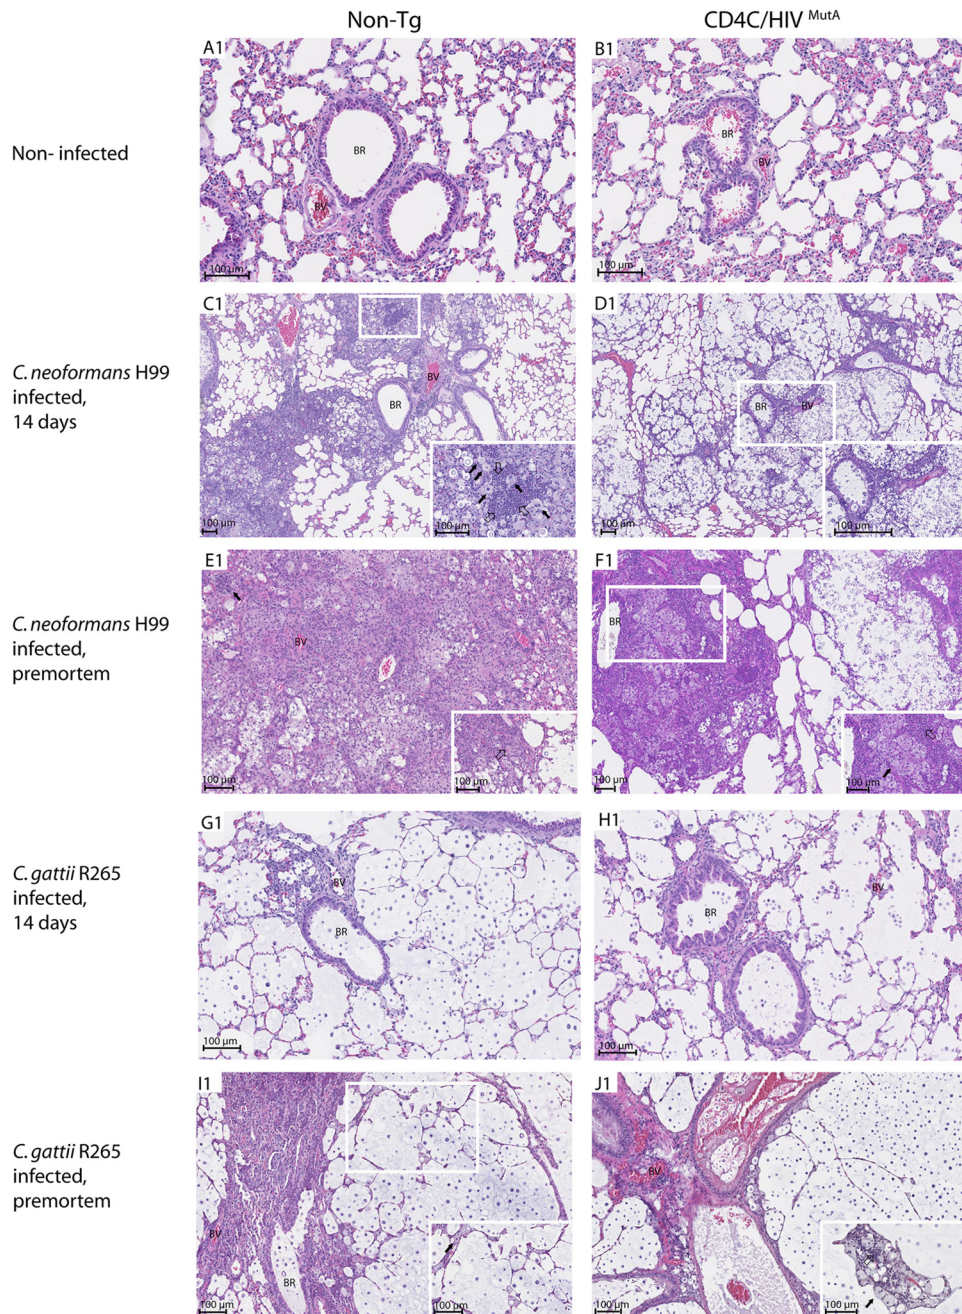 Non-Tg CD4C/HIV MutA
A1 B1
Non- infected
BR
BV
BR
BV
100 µm 100 µm
C1 D1
C. neoformans H99
infected,
14 days
BV
BR
BR BV
100 µm 100 µm 100 µm 100 µm
E1 F1
C. neoformans H99
infected,
premortem
BV
BR
100 µm 100 µm 100 µm 100 µm
G1 H1
C. gattii R265
infected,
14 days
BV
BR
BR
BV
100 µm 100 µm
I1 J1
C. gattii R265
infected,
premortem
BV
BR
BV
100 µm 100 µm 100 µm 100 µm